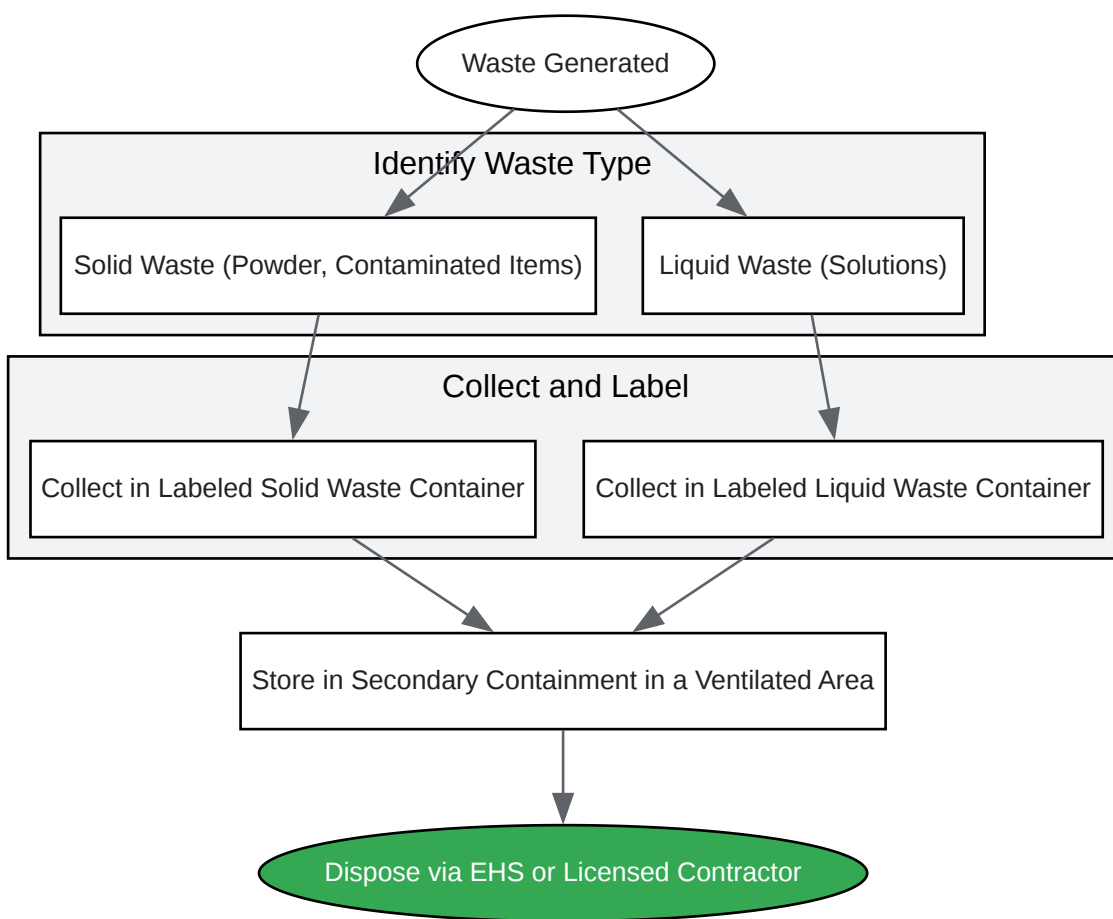 Waste Generated
Identify Waste Type
Solid Waste (Powder, Contaminated Items)
Liquid Waste (Solutions)
Collect and Label
Collect in Labeled Solid Waste Container
Collect in Labeled Liquid Waste Container
Store in Secondary Containment in a Ventilated Area
Dispose via EHS or Licensed Contractor